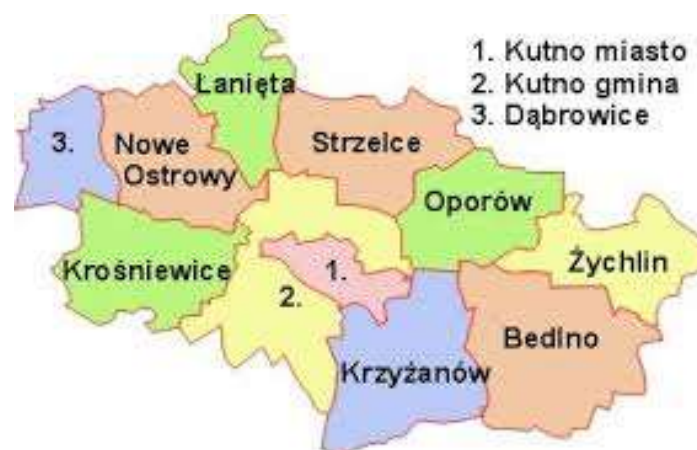 1. Kutno miasto
2. Kutno gmina
3. Dąbrowice
Łanięta
3.
Nowe
Ostrowy
Strzelce
Oporów
Krośniewice
1.
2.
Żychlin
Bedlno
Krzyżanów